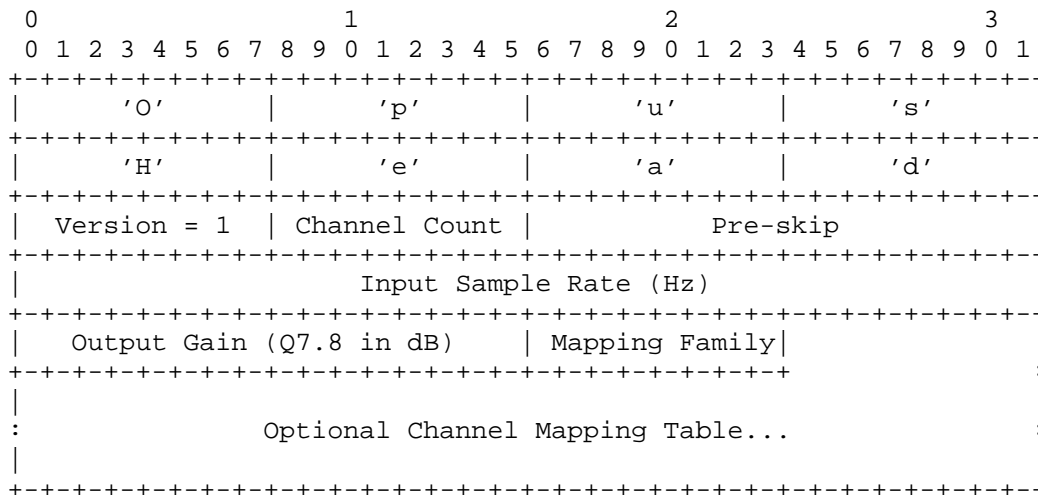 0                   1                   2                   3
 0 1 2 3 4 5 6 7 8 9 0 1 2 3 4 5 6 7 8 9 0 1 2 3 4 5 6 7 8 9 0 1
+-+-+-+-+-+-+-+-+-+-+-+-+-+-+-+-+-+-+-+-+-+-+-+-+-+-+-+-+-+-+-+-
|      'O'      |      'p'      |      'u'      |      's'
+-+-+-+-+-+-+-+-+-+-+-+-+-+-+-+-+-+-+-+-+-+-+-+-+-+-+-+-+-+-+-+-
|      'H'      |      'e'      |      'a'      |      'd'
+-+-+-+-+-+-+-+-+-+-+-+-+-+-+-+-+-+-+-+-+-+-+-+-+-+-+-+-+-+-+-+-
|  Version = 1  | Channel Count |           Pre-skip
+-+-+-+-+-+-+-+-+-+-+-+-+-+-+-+-+-+-+-+-+-+-+-+-+-+-+-+-+-+-+-+-
|                     Input Sample Rate (Hz)
+-+-+-+-+-+-+-+-+-+-+-+-+-+-+-+-+-+-+-+-+-+-+-+-+-+-+-+-+-+-+-+-
|   Output Gain (Q7.8 in dB)    | Mapping Family|
+-+-+-+-+-+-+-+-+-+-+-+-+-+-+-+-+-+-+-+-+-+-+-+-+               :
|
:               Optional Channel Mapping Table...               :
|
+-+-+-+-+-+-+-+-+-+-+-+-+-+-+-+-+-+-+-+-+-+-+-+-+-+-+-+-+-+-+-+-